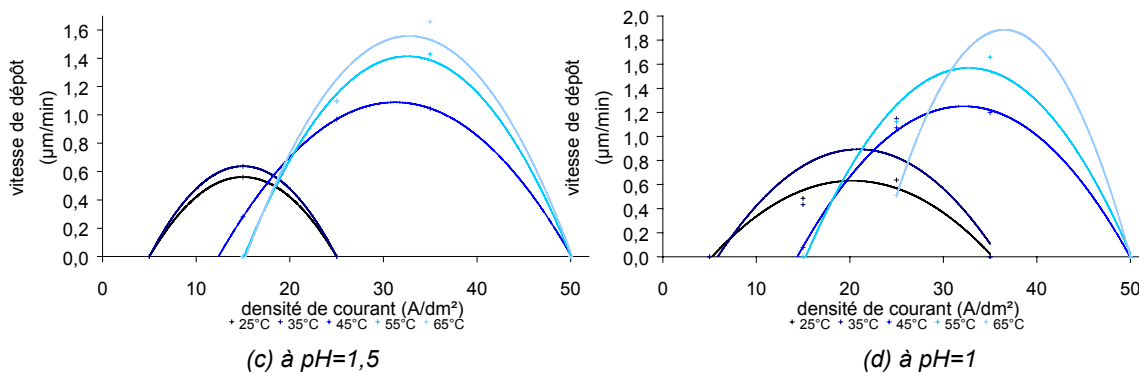 vitesse de dépôt
(µm/min)
1,6
1,4
1,2
1,0
0,8
0,6
0,4
0,2
0,0
0 10 20 30 40 50
densité de courant (A/dm²)
25°C 35°C 45°C 55°C 65°C
(c) à pH=1,5
vitesse de dépôt
(µm/min)
2,0
1,8
1,6
1,4
1,2
1,0
0,8
0,6
0,4
0,2
0,0
0 10 20 30 40 50
densité de courant (A/dm²)
25°C 35°C 45°C 55°C 65°C
(d) à pH=1